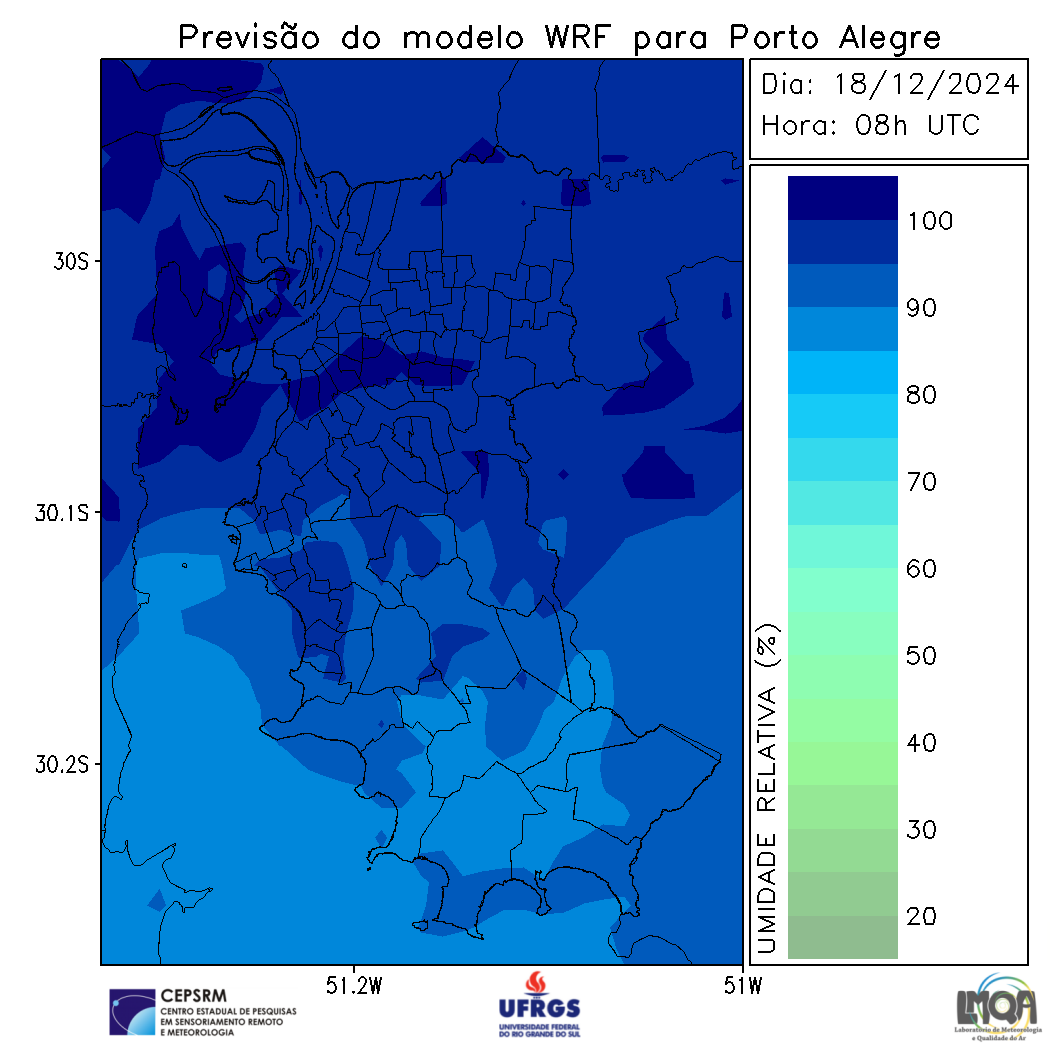 Previsão do modelo WRF para Porto Alegre
Dia: 18/12/2024
Hora: 08h UTC
30S
30.1S
30.2S
51.2W
51W
100
90
80
70
60
50
40
30
20
UMIDADE RELATIVA (%)
CEPSRM
CENTRO ESTADUAL DE PESQUISAS
EM SENSORIAMENTO REMOTO
E METEOROLOGIA
UFRGS
UNIVERSIDADE FEDERAL
DO RIO GRANDE DO SUL
LMQA
Laboratório de Meteorologia
e Qualidade do Ar